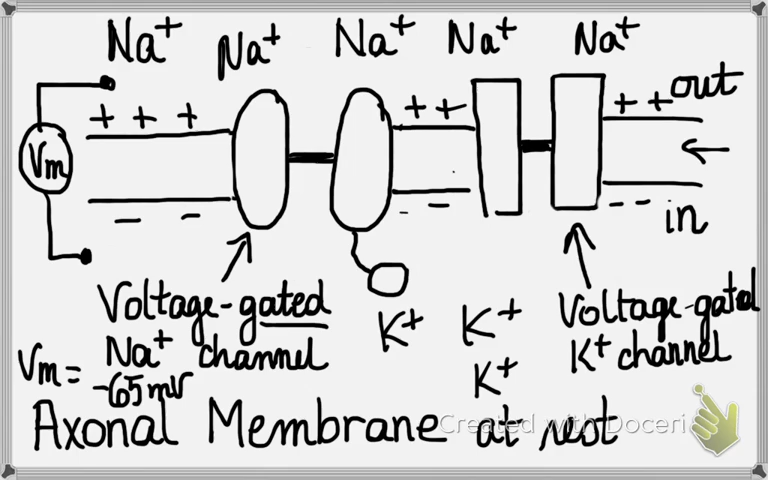 Na+ Na+ Na+ Na+ Na+
+ + + + + + + out
Vm
- - - - - - in
Voltage-gated
Na+ channel
Vm =
-65mV
K+ K+
K+
Voltage-gated
K+ channel
Axonal Membrane at rest
Created with Doceri